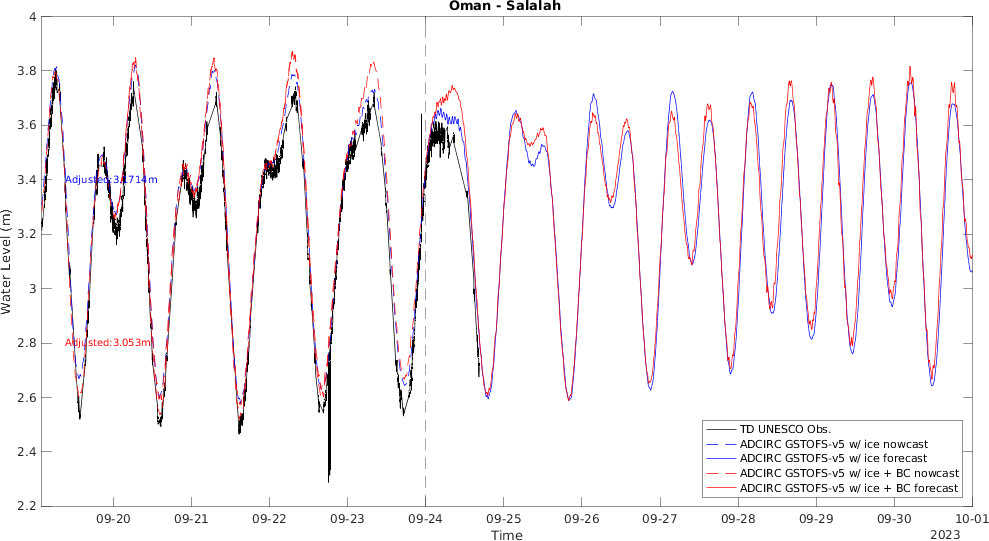 Oman - Salalah
4
3.8
3.6
3.4
3.2
3
2.8
2.6
2.4
2.2
Water Level (m)
Adjusted:3.1714m
Adjusted:3.053m
TD UNESCO Obs.
ADCIRC GSTOFS-v5 w/ ice nowcast
ADCIRC GSTOFS-v5 w/ ice forecast
ADCIRC GSTOFS-v5 w/ ice + BC nowcast
ADCIRC GSTOFS-v5 w/ ice + BC forecast
09-20 09-21 09-22 09-23 09-24 09-25 09-26 09-27 09-28 09-29 09-30 10-01
Time
2023